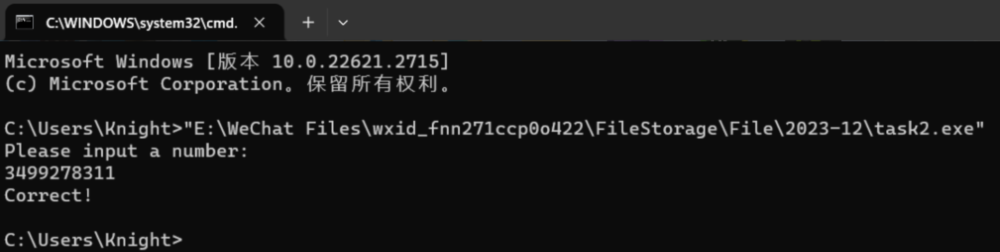 C:\WINDOWS\system32\cmd.
Microsoft Windows [版本 10.0.22621.2715]
(c) Microsoft Corporation。保留所有权利。
C:\Users\Knight>"E:\WeChat Files\wxid_fnn271ccp0o422\FileStorage\File\2023-12\task2.exe"
Please input a number:
3499278311
Correct!
C:\Users\Knight>